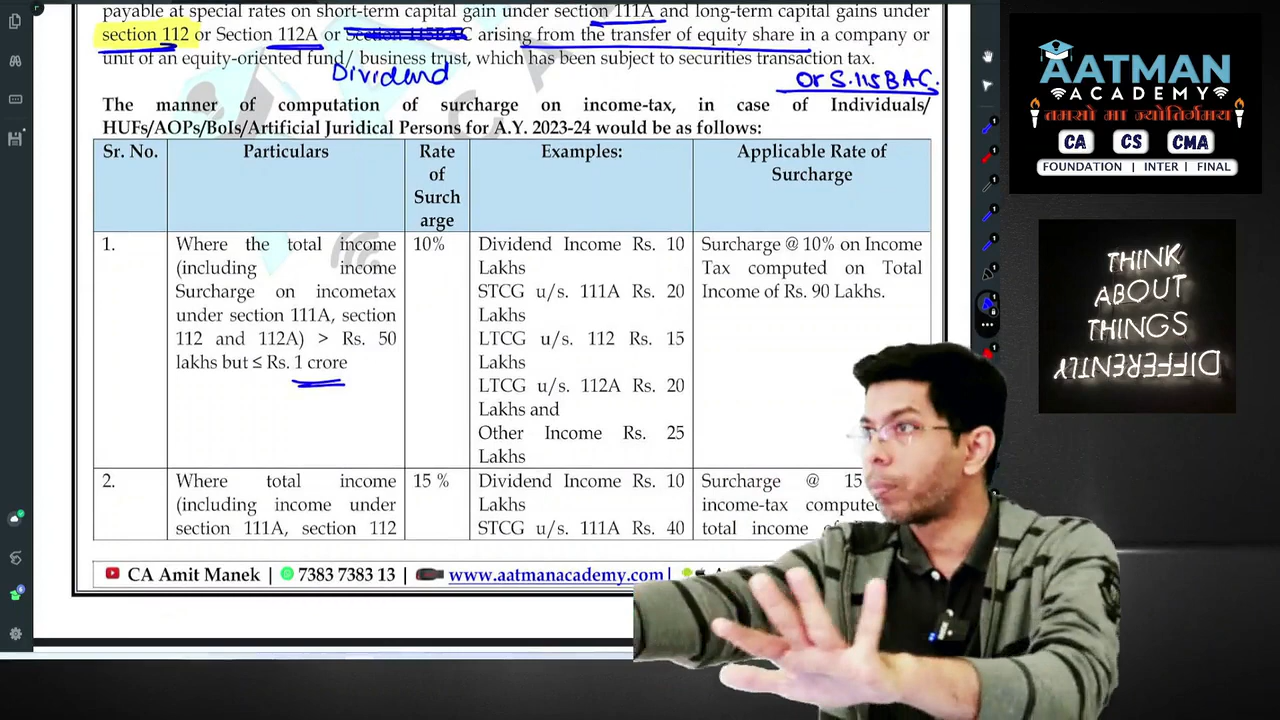 payable at special rates on short-term capital gain under section 111A and long-term capital gains under
section 112 or Section 112A or Section 115BAC arising from the transfer of equity share in a company or
unit of an equity-oriented fund/ business trust, which has been subject to securities transaction tax.
Dividend
or S.115BAC.
The manner of computation of surcharge on income-tax, in case of Individuals/
HUFs/AOPs/BoIs/Artificial Juridical Persons for A.Y. 2023-24 would be as follows:
Sr. No.
Particulars
Rate
of
Surch
arge
Examples:
Applicable Rate of
Surcharge
1.
Where the total income
(including income
Surcharge on incometax
under section 111A, section
112 and 112A) > Rs. 50
lakhs but ≤ Rs. 1 crore
10%
Dividend Income Rs. 10
Lakhs
STCG u/s. 111A Rs. 20
Lakhs
LTCG u/s. 112 Rs. 15
Lakhs
LTCG u/s. 112A Rs. 20
Lakhs and
Other Income Rs. 25
Lakhs
Surcharge @ 10% on Income
Tax computed on Total
Income of Rs. 90 Lakhs.
2.
Where total income
(including income under
section 111A, section 112
15 %
Dividend Income Rs. 10
Lakhs
STCG u/s. 111A Rs. 40
Surcharge @ 15
income-tax compute
total income of
CA Amit Manek | 7383 7383 13 | www.aatmanacademy.com |
AATMAN
ACADEMY
तमसो मा ज्योतिर्गमय
CA CS CMA
FOUNDATION | INTER | FINAL
THINK
ABOUT
THINGS
DIFFERENTLY